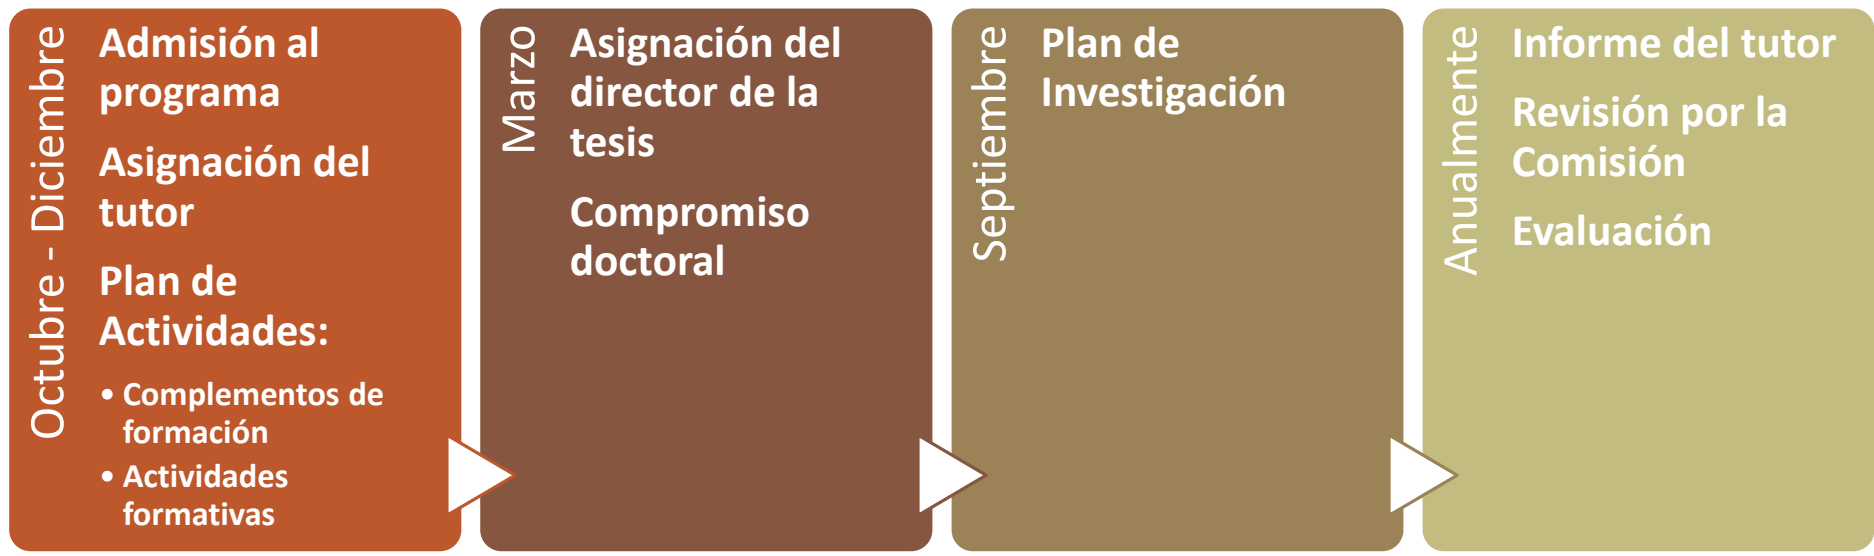 Octubre - Diciembre
Admisión al
programa
Asignación del
tutor
Plan de
Actividades:
• Complementos de
formación
• Actividades
formativas
Marzo
Asignación del
director de la
tesis
Compromiso
doctoral
Septiembre
Plan de
Investigación
Anualmente
Informe del tutor
Revisión por la
Comisión
Evaluación